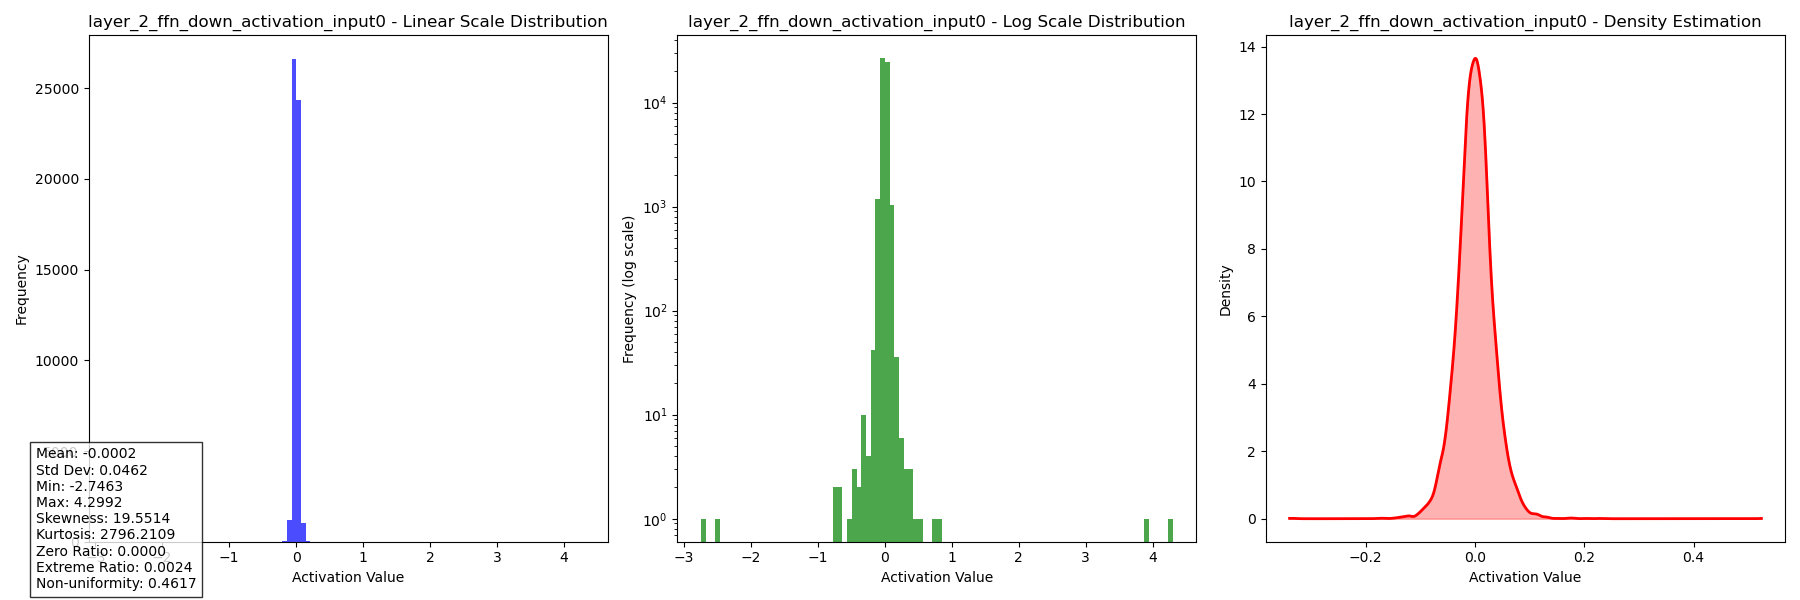 layer_2_ffn_down_activation_input0 - Linear Scale Distribution
25000
20000
15000
10000
Frequency
−1
0
1
2
3
4
Activation Value
Mean: -0.0002
Std Dev: 0.0462
Min: -2.7463
Max: 4.2992
Skewness: 19.5514
Kurtosis: 2796.2109
Zero Ratio: 0.0000
Extreme Ratio: 0.0024
Non-uniformity: 0.4617
layer_2_ffn_down_activation_input0 - Log Scale Distribution
10⁴
10³
10²
10¹
10⁰
Frequency (log scale)
−3
−2
−1
0
1
2
3
4
Activation Value
layer_2_ffn_down_activation_input0 - Density Estimation
14
12
10
8
6
4
2
0
Density
−0.2
0.0
0.2
0.4
Activation Value